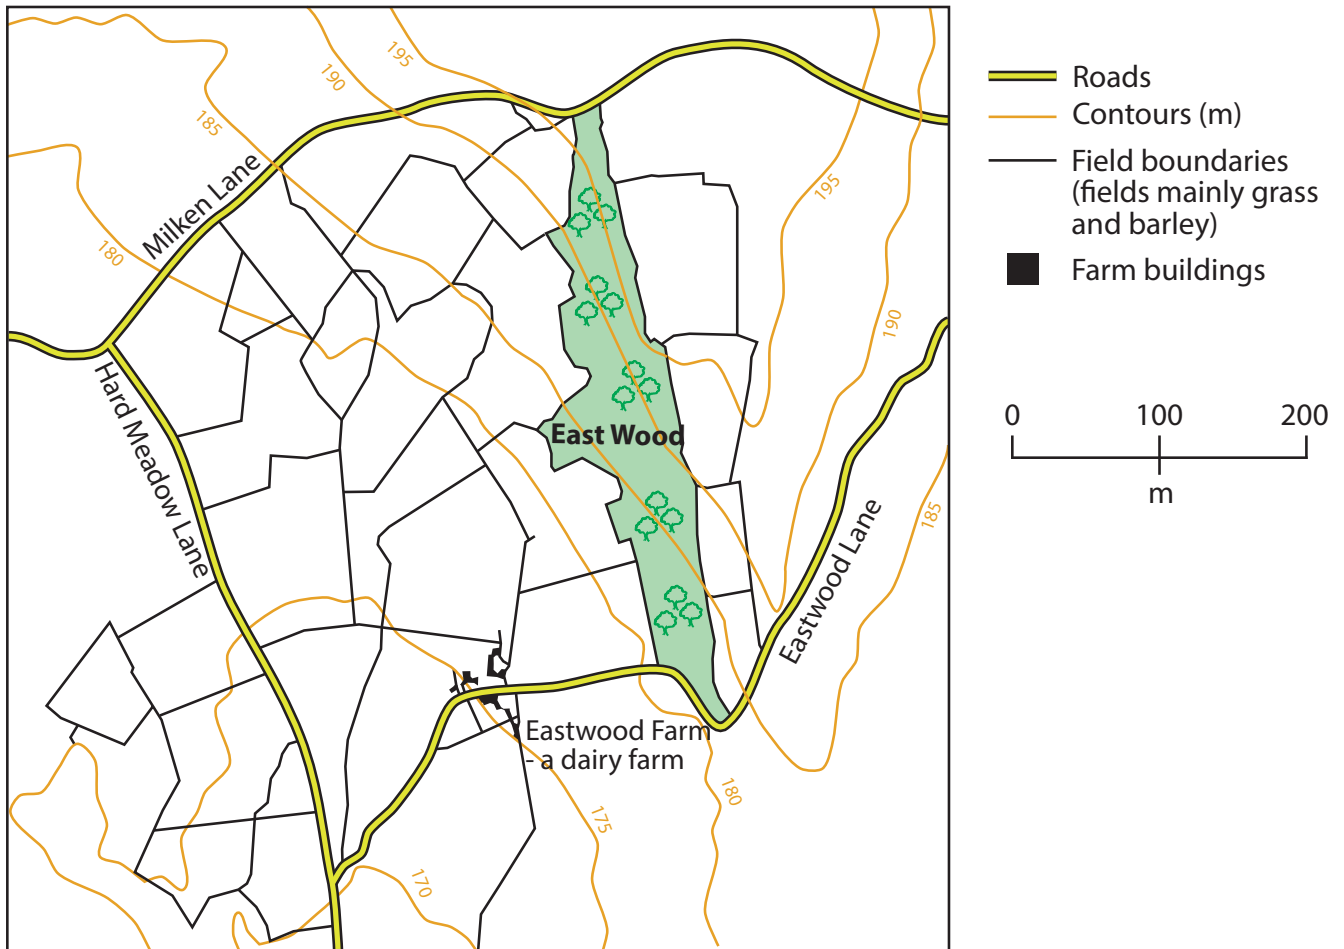 195
190
185
180
Milken Lane
195
190
Hard Meadow Lane
East Wood
185
Eastwood Lane
Eastwood Farm
- a dairy farm
180
175
170
Roads
Contours (m)
Field boundaries
(fields mainly grass
and barley)
Farm buildings
0 100 200
m